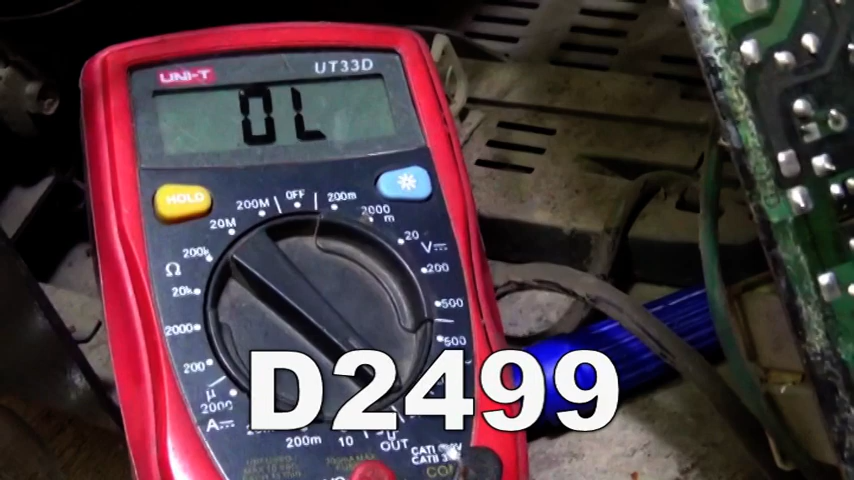 UNI-T UT33D
OL
HOLD
OFF
200M 200m
20M 2000
m
200k 20
Ω V
20k 200
2000 500
200 500
μ
2000
A
200m 10 OUT
D2499